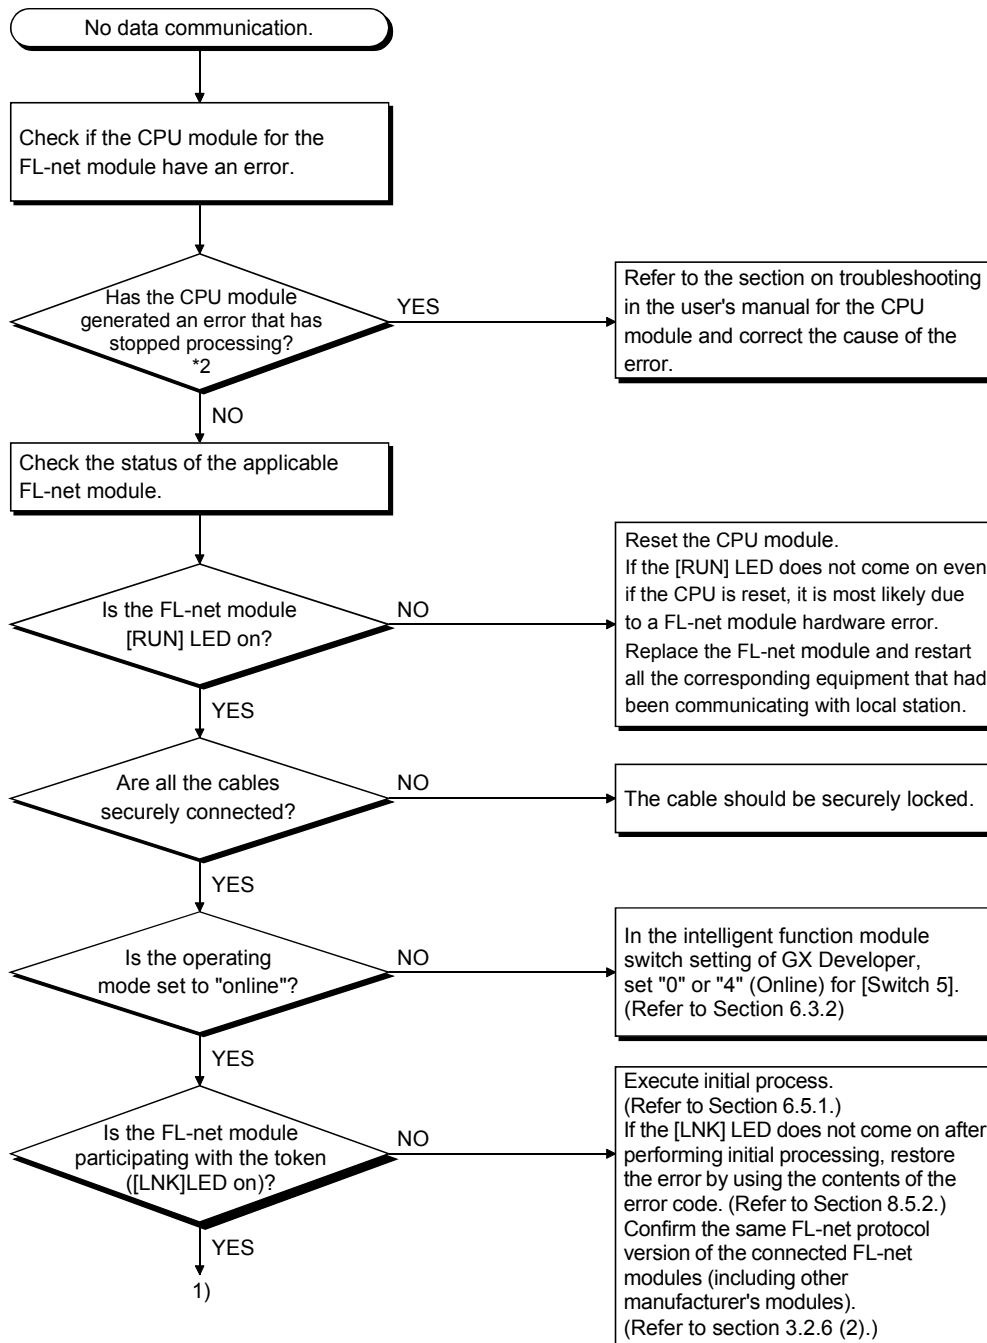 No data communication.
Check if the CPU module for the
FL-net module have an error.
Has the CPU module
generated an error that has
stopped processing?
*2
YES
Refer to the section on troubleshooting
in the user's manual for the CPU
module and correct the cause of the
error.
NO
Check the status of the applicable
FL-net module.
Is the FL-net module
[RUN] LED on?
NO
Reset the CPU module.
If the [RUN] LED does not come on even
if the CPU is reset, it is most likely due
to a FL-net module hardware error.
Replace the FL-net module and restart
all the corresponding equipment that had
been communicating with local station.
YES
Are all the cables
securely connected?
NO
The cable should be securely locked.
YES
Is the operating
mode set to "online"?
NO
In the intelligent function module
switch setting of GX Developer,
set "0" or "4" (Online) for [Switch 5].
(Refer to Section 6.3.2)
YES
Is the FL-net module
participating with the token
([LNK]LED on)?
NO
Execute initial process.
(Refer to Section 6.5.1.)
If the [LNK] LED does not come on after
performing initial processing, restore
the error by using the contents of the
error code. (Refer to Section 8.5.2.)
Confirm the same FL-net protocol
version of the connected FL-net
modules (including other
manufacturer's modules).
(Refer to section 3.2.6 (2).)
YES
1)